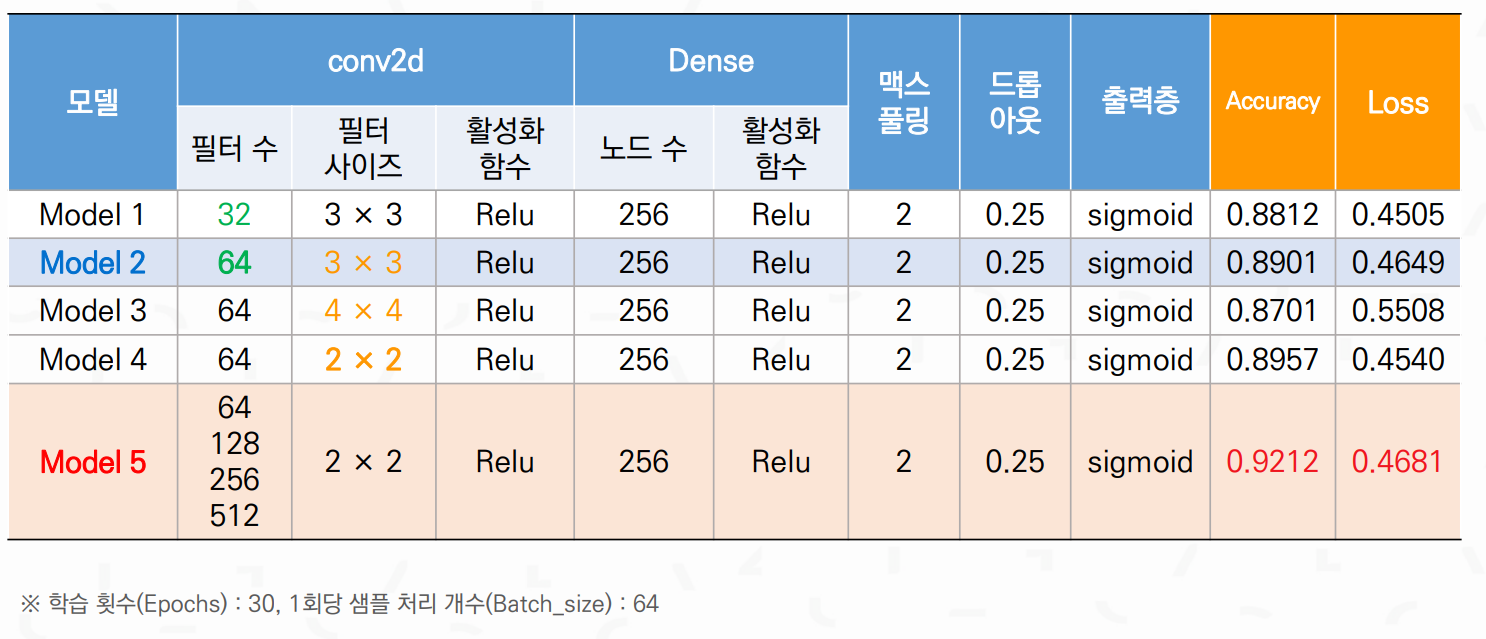 모델 conv2d Dense 맥스 풀링 드롭 아웃 출력층 Accuracy Loss
필터 수 필터 사이즈 활성화 함수 노드 수 활성화 함수
Model 1 32 3 × 3 Relu 256 Relu 2 0.25 sigmoid 0.8812 0.4505
Model 2 64 3 × 3 Relu 256 Relu 2 0.25 sigmoid 0.8901 0.4649
Model 3 64 4 × 4 Relu 256 Relu 2 0.25 sigmoid 0.8701 0.5508
Model 4 64 2 × 2 Relu 256 Relu 2 0.25 sigmoid 0.8957 0.4540
Model 5 64 128 256 512 2 × 2 Relu 256 Relu 2 0.25 sigmoid 0.9212 0.4681
※ 학습 횟수(Epochs) : 30, 1회당 샘플 처리 개수(Batch_size) : 64